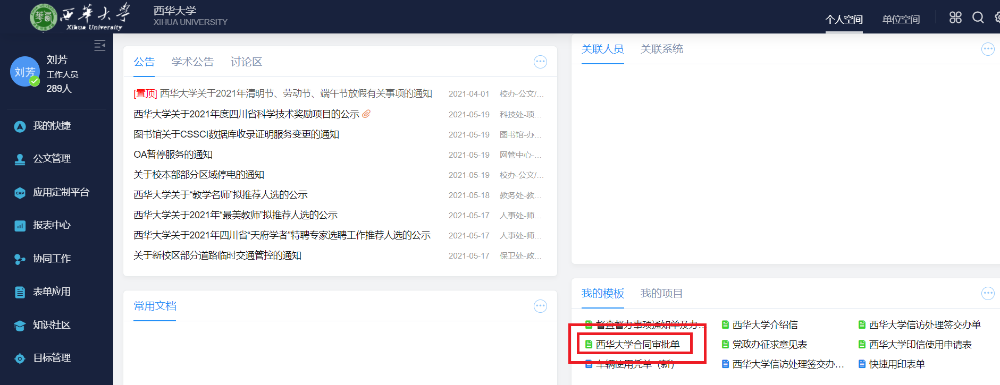 西华大学
Xihua University
西华大学
XIHUA UNIVERSITY
个人空间
单位空间
刘芳
刘芳
工作人员
289人
我的快捷
公文管理
CAP
应用定制平台
报表中心
协同工作
表单应用
知识社区
目标管理
公告 学术公告 讨论区
[置顶] 西华大学关于2021年清明节、劳动节、端午节放假有关事项的通知 2021-04-01 校办-公文/...
西华大学关于2021年度四川省科学技术奖励项目的公示 2021-05-19 科技处-项...
图书馆关于CSSCI数据库收录证明服务变更的通知 2021-05-19 图书馆-办...
OA暂停服务的通知 2021-05-19 网管中心-...
关于校本部部分区域停电的通知 2021-05-19 校办-公文/...
西华大学关于“教学名师”拟推荐人选的公示 2021-05-18 教务处-教...
西华大学关于2021年“最美教师”拟推荐人选的公示 2021-05-17 人事处-师...
西华大学关于2021年四川省“天府学者”特聘专家选聘工作推荐人选的公示 2021-05-17 人事处-师...
关于新校区部分道路临时交通管控的通知 2021-05-17 保卫处-政...
常用文档
关联人员 关联系统
我的模板 我的项目
督查督办事项通知单及办... 西华大学介绍信 西华大学信访处理签交办单
西华大学合同审批单 党政办征求意见表 西华大学印信使用申请表
车辆使用凭单（新） 西华大学信访处理签交办... 快捷用印表单